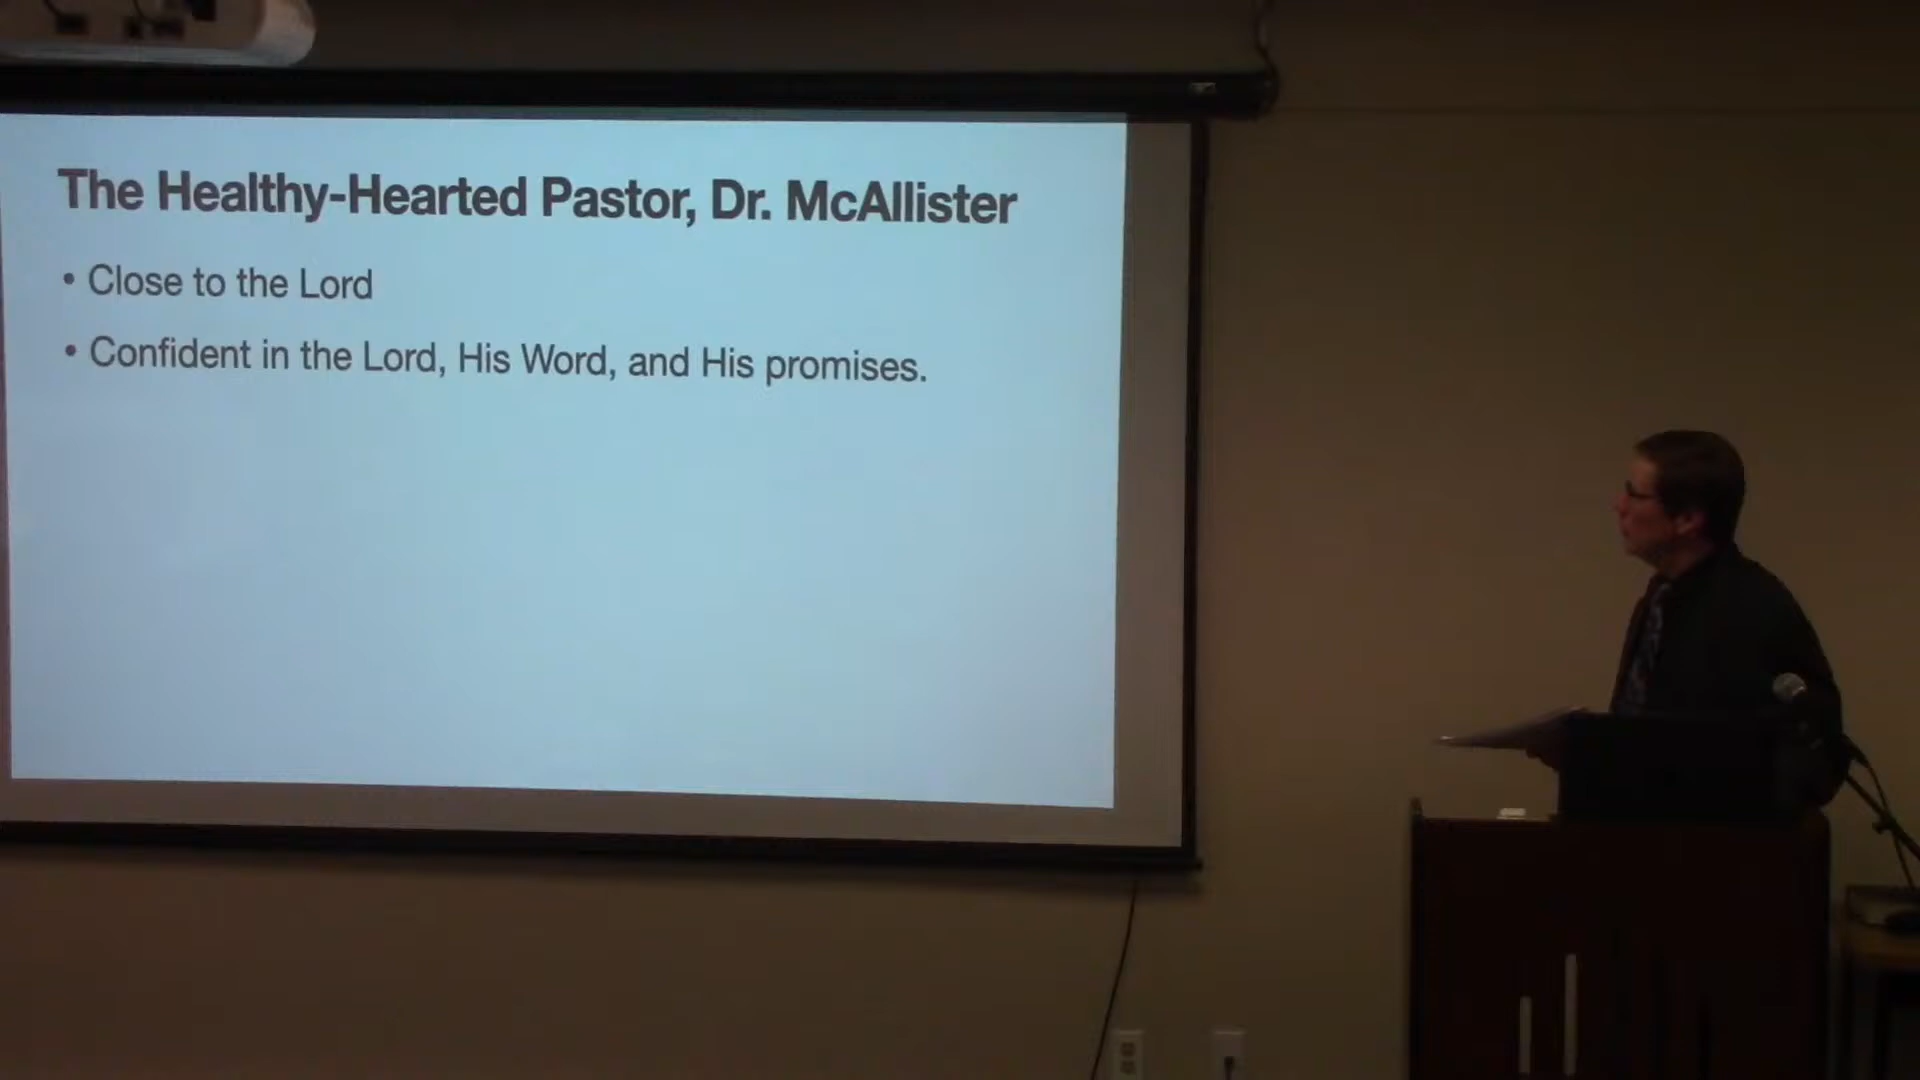 The Healthy-Hearted Pastor, Dr. McAllister
• Close to the Lord
• Confident in the Lord, His Word, and His promises.